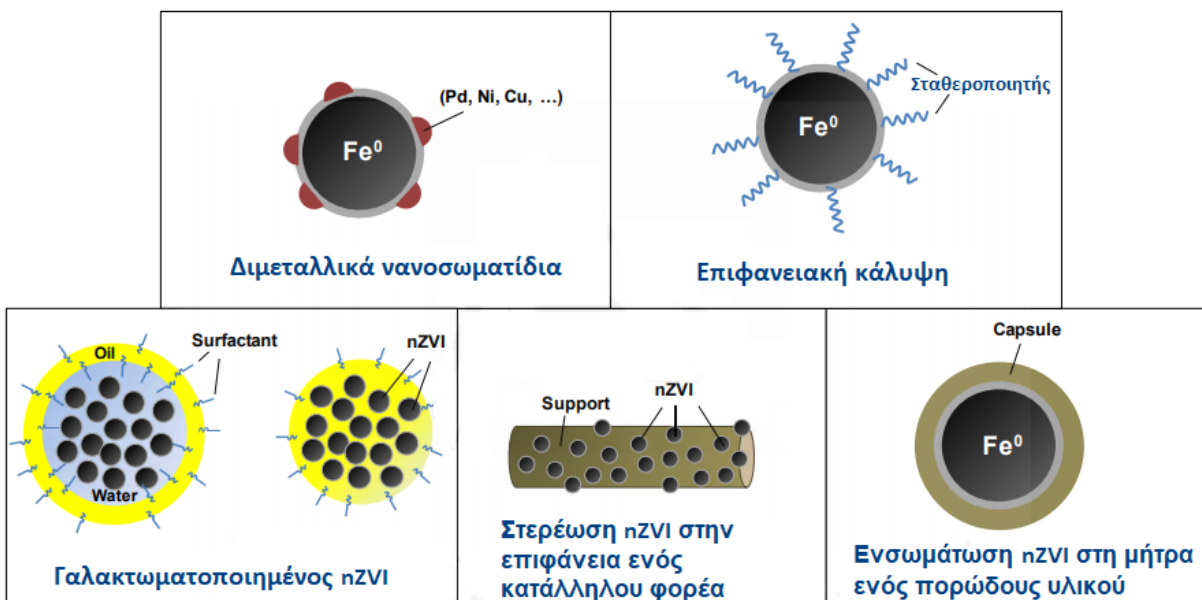 (Pd, Ni, Cu, ...)
Fe⁰
Διμεταλλικά νανοσωματίδια
Σταθεροποιητής
Fe⁰
Επιφανειακή κάλυψη
Oil
Surfactant
Water
nZVI
Γαλακτωματοποιημένος nZVI
Support
nZVI
Στερέωση nZVI στην
επιφάνεια ενός
κατάλληλου φορέα
Capsule
Fe⁰
Ενσωμάτωση nZVI στη μήτρα
ενός πορώδους υλικού